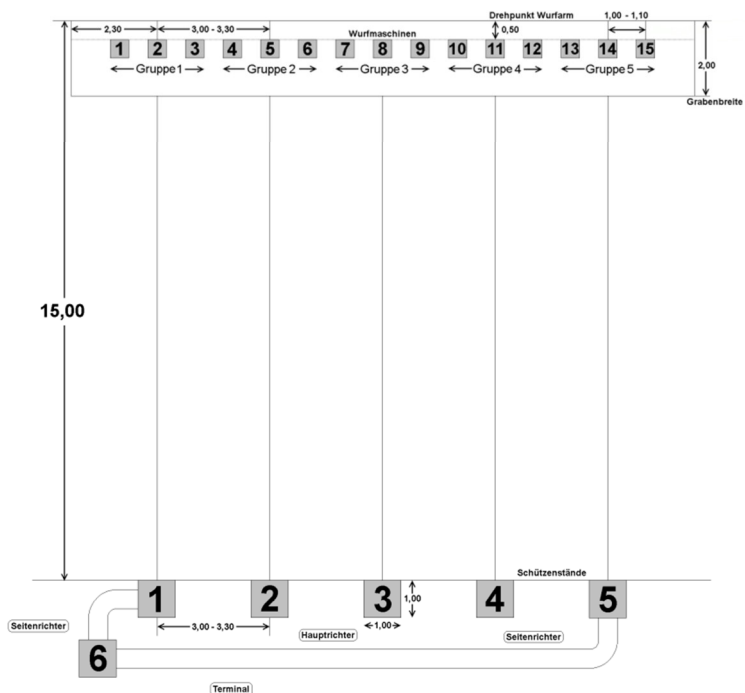 Drehpunkt Wurfarm
1,00 - 1,10
2,30
3,00 - 3,30
Wurfmaschinen
0,50
1 2 3 4 5 6 7 8 9 10 11 12 13 14 15
Gruppe 1 Gruppe 2 Gruppe 3 Gruppe 4 Gruppe 5
2,00
Grabenbreite
15,00
Schützenstände
1 2 3 4 5
1,00
3,00 - 3,30
1,00
Seitenrichter
Hauptrichter
Seitenrichter
6
Terminal